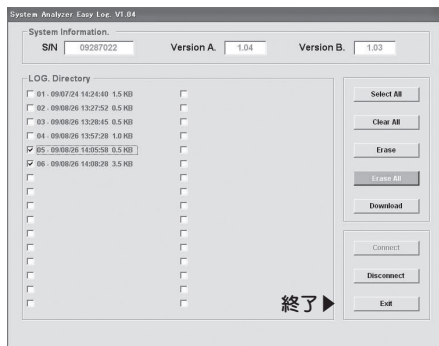 System Analyzer Easy Log. V1.04
System Information.
S/N 09287022 Version A. 1.04 Version B. 1.03
LOG. Directory
01 - 09/07/24 14:24:40 1.5 KB
02 - 09/08/26 13:27:52 0.5 KB
03 - 09/08/26 13:28:45 0.5 KB
04 - 09/08/26 13:57:28 1.0 KB
05 - 09/08/26 14:05:58 0.5 KB
06 - 09/08/26 14:08:28 3.5 KB
Select All
Clear All
Erase
Erase All
Download
Connect
Disconnect
終了▶ Exit